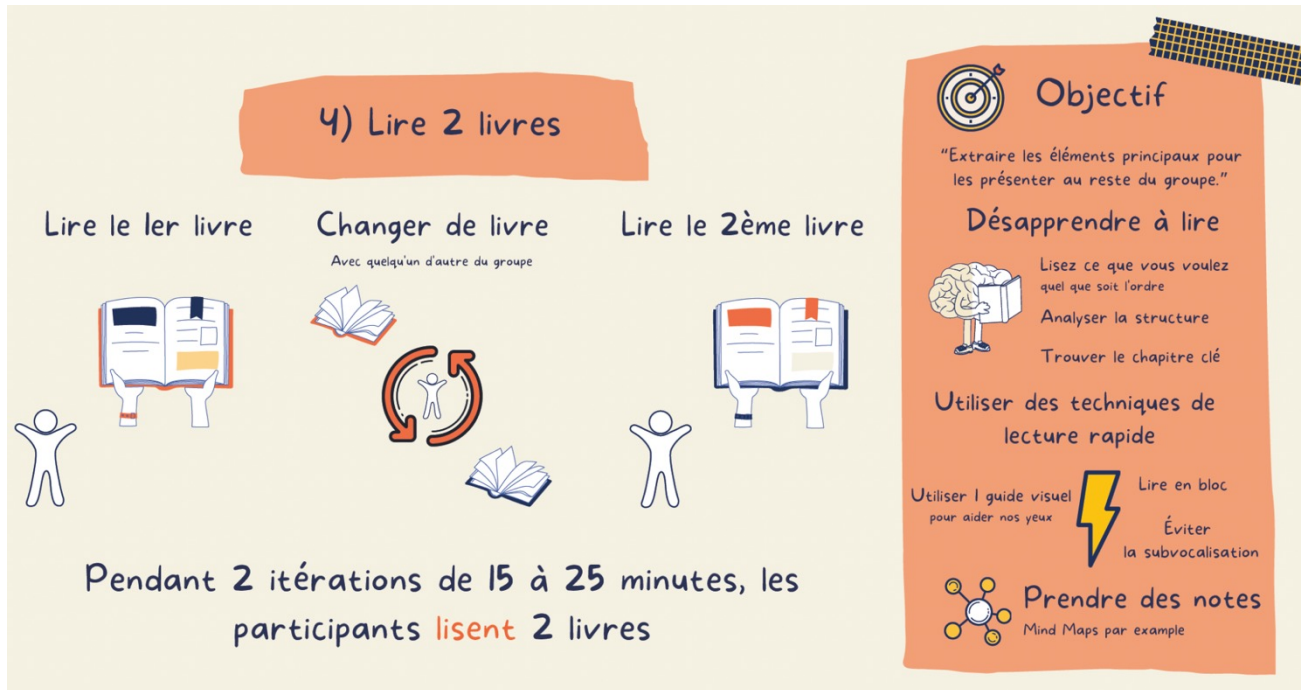 4) Lire 2 livres
Lire le 1er livre
Changer de livre
Avec quelqu'un d'autre du groupe
Lire le 2ème livre
Pendant 2 itérations de 15 à 25 minutes, les
participants lisent 2 livres
Objectif
"Extraire les éléments principaux pour
les présenter au reste du groupe."
Désapprendre à lire
Lisez ce que vous voulez
quel que soit l'ordre
Analyser la structure
Trouver le chapitre clé
Utiliser des techniques de
lecture rapide
Utiliser 1 guide visuel
pour aider nos yeux
Lire en bloc
Éviter
la subvocalisation
Prendre des notes
Mind Maps par example